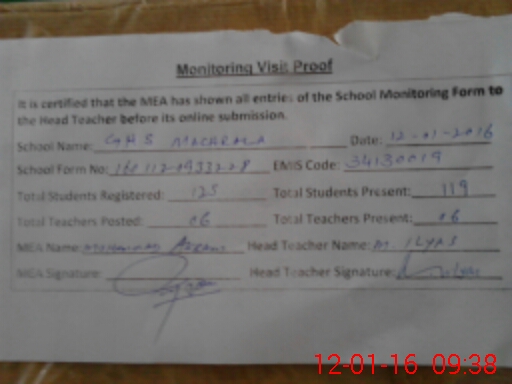 Monitoring Visit Proof
It is certified that the MEA has shown all entries of the School Monitoring Form to
the Head Teacher before its online submission.
School Name: GHS MACHRALA Date: 12-01-2016
School Form No: EMIS Code: 34130019
Total Students Registered: 125 Total Students Present: 119
Total Teachers Posted: 06 Total Teachers Present: 06
MEA Name: MUHAMMAD AKRAM Head Teacher Name: M. ILYAS
MEA Signature: Head Teacher Signature:
12-01-16 09:38